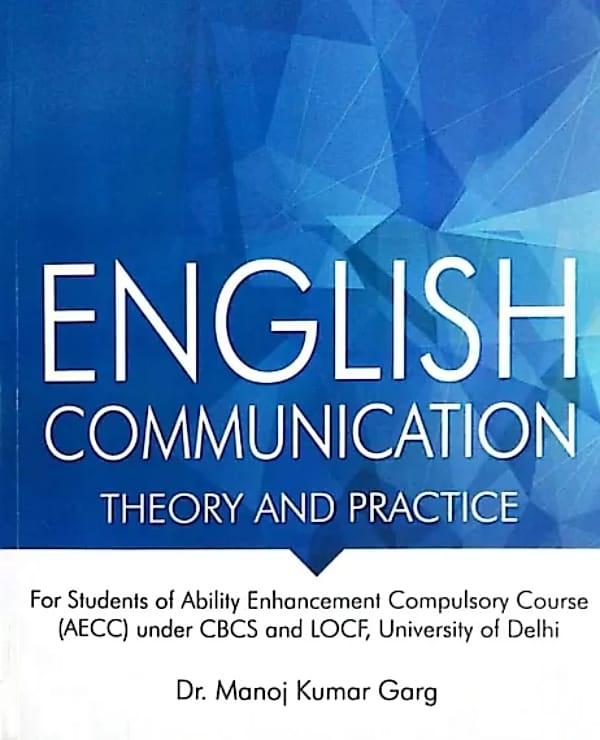 ENGLISH
COMMUNICATION
THEORY AND PRACTICE
For Students of Ability Enhancement Compulsory Course
(AECC) under CBCS and LOCF, University of Delhi
Dr. Manoj Kumar Garg